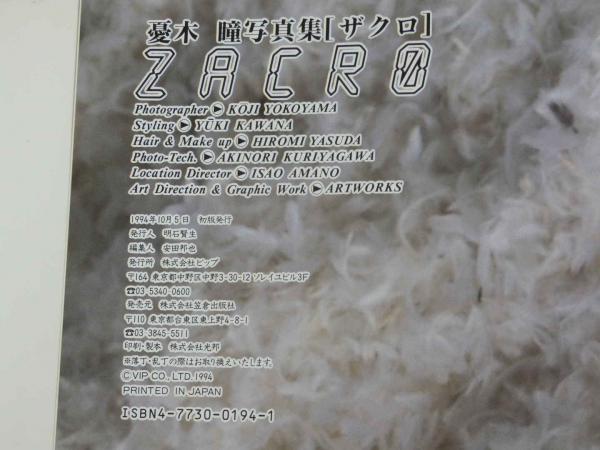 憂木 瞳写真集[ザクロ]
ZACRO
Photographer▶KŌJI YOKOYAMA
Styling▶YŪKI KAWANA
Hair & Make up▶HIROMI YASUDA
Photo-Tech.▶AKINORI KURIYAGAWA
Location Director▶ISAO AMANO
Art Direction & Graphic Work▶ARTWORKS
1994年10月5日 初版発行
発行人 明石賢生
編集人 安田邦也
発行所 株式会社ビップ
〒164 東京都中野区中野3-30-12 ソレイユビル3F
☎03-5340-0600
発売元 株式会社笠倉出版社
〒110 東京都台東区東上野4-8-1
☎03-3845-5511
印刷・製本 株式会社光邦
※落丁・乱丁の際はお取り換えいたします。
©VIP CO., LTD. 1994
PRINTED IN JAPAN
ISBN4-7730-0194-1